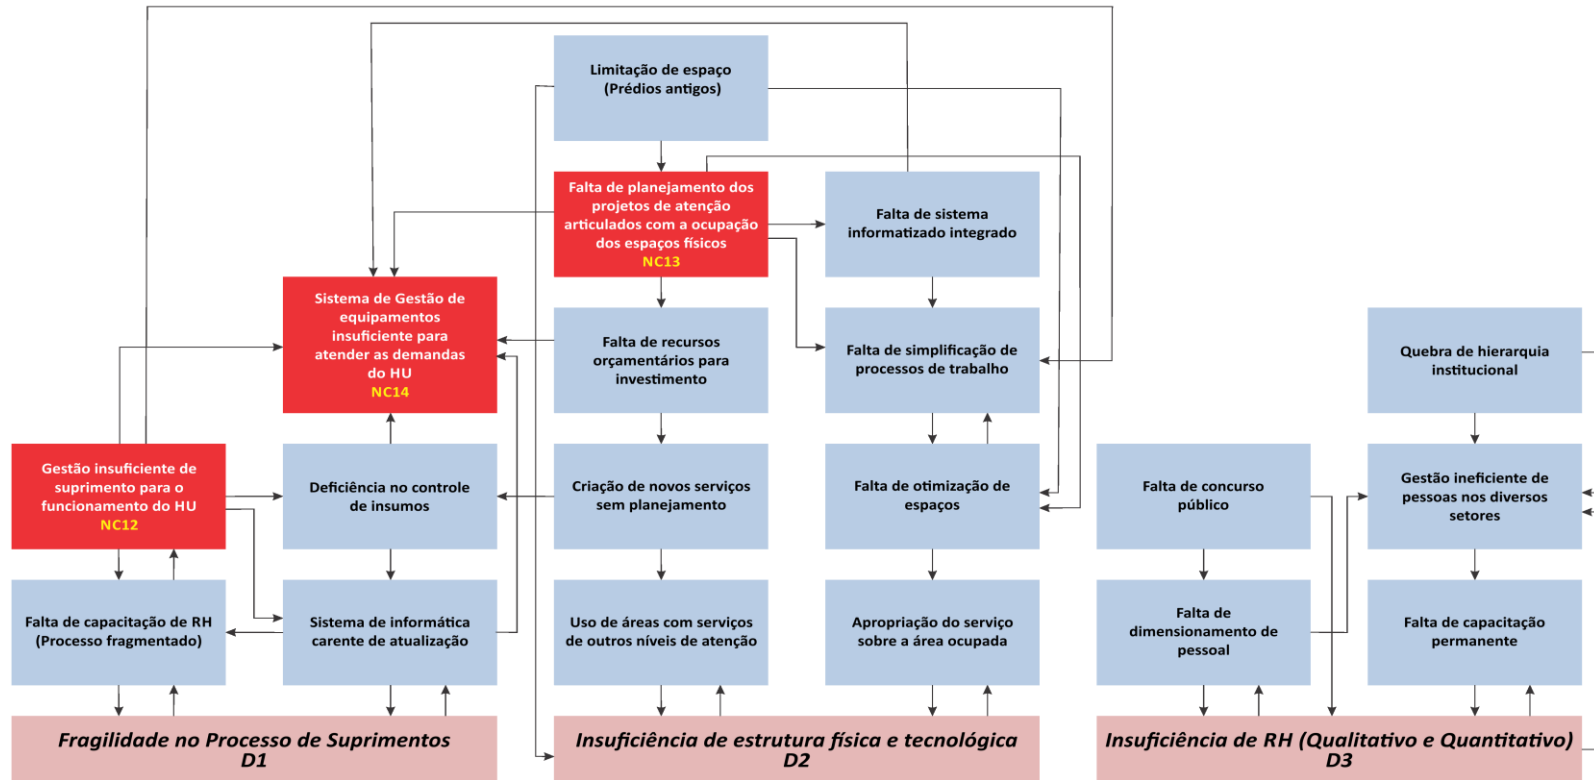 Limitação de espaço
(Prédios antigos)
Falta de planejamento dos
projetos de atenção
articulados com a ocupação
dos espaços físicos
NC13
Falta de sistema
informatizado integrado
Sistema de Gestão de
equipamentos
insuficiente para
atender as demandas
do HU
NC14
Falta de recursos
orçamentários para
investimento
Falta de simplificação de
processos de trabalho
Quebra de hierarquia
institucional
Gestão insuficiente de
suprimento para o
funcionamento do HU
NC12
Deficiência no controle
de insumos
Criação de novos serviços
sem planejamento
Falta de otimização de
espaços
Falta de concurso
público
Gestão ineficiente de
pessoas nos diversos
setores
Falta de capacitação de RH
(Processo fragmentado)
Sistema de informática
carente de atualização
Uso de áreas com serviços
de outros níveis de atenção
Apropriação do serviço
sobre a área ocupada
Falta de
dimensionamento de
pessoal
Falta de capacitação
permanente
Fragilidade no Processo de Suprimentos
D1
Insuficiência de estrutura física e tecnológica
D2
Insuficiência de RH (Qualitativo e Quantitativo)
D3